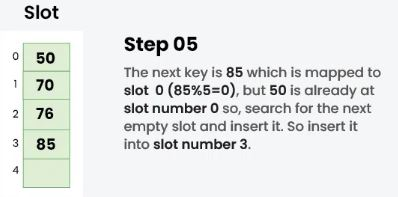 Slot
0 50
1 70
2 76
3 85
4
Step 05
The next key is 85 which is mapped to
slot 0 (85%5=0), but 50 is already at
slot number 0 so, search for the next
empty slot and insert it. So insert it
into slot number 3.